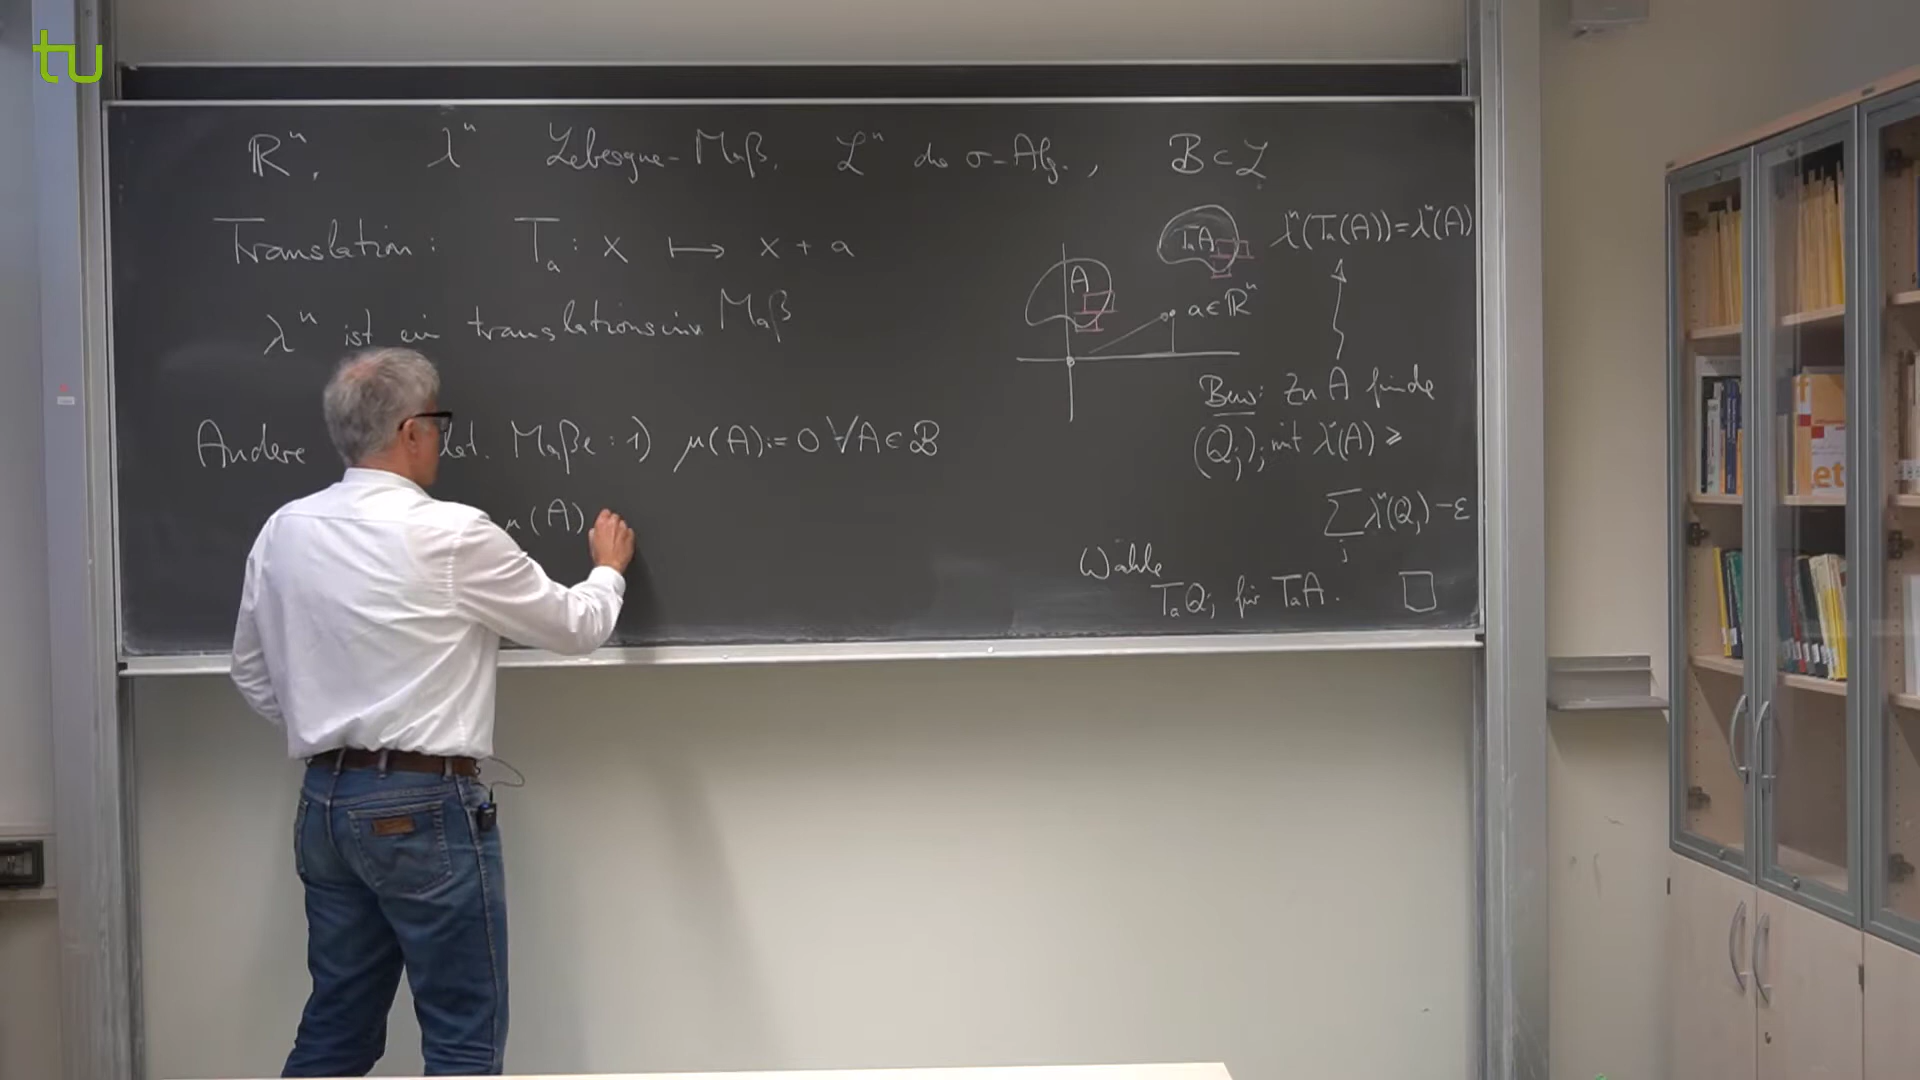 tu
ℝⁿ, λⁿ Lebesgue-Maß, ℒⁿ die σ-Alg., B ⊂ ℒ
Translation: Tₐ: x ⟼ x + a
λⁿ ist ein translationsinv Maß
Andere lat. Maße: 1) μ(A) := 0 ∀A ∈ B
μ(A)
A
TₐA
a ∈ ℝⁿ
λⁿ(Tₐ(A)) = λⁿ(A)
Bew: Zu A finde
(Qⱼ)ⱼ mit λⁿ(A) ≥
∑ⱼ λⁿ(Qⱼ) − ε
Wähle
TₐQⱼ für TₐA. □